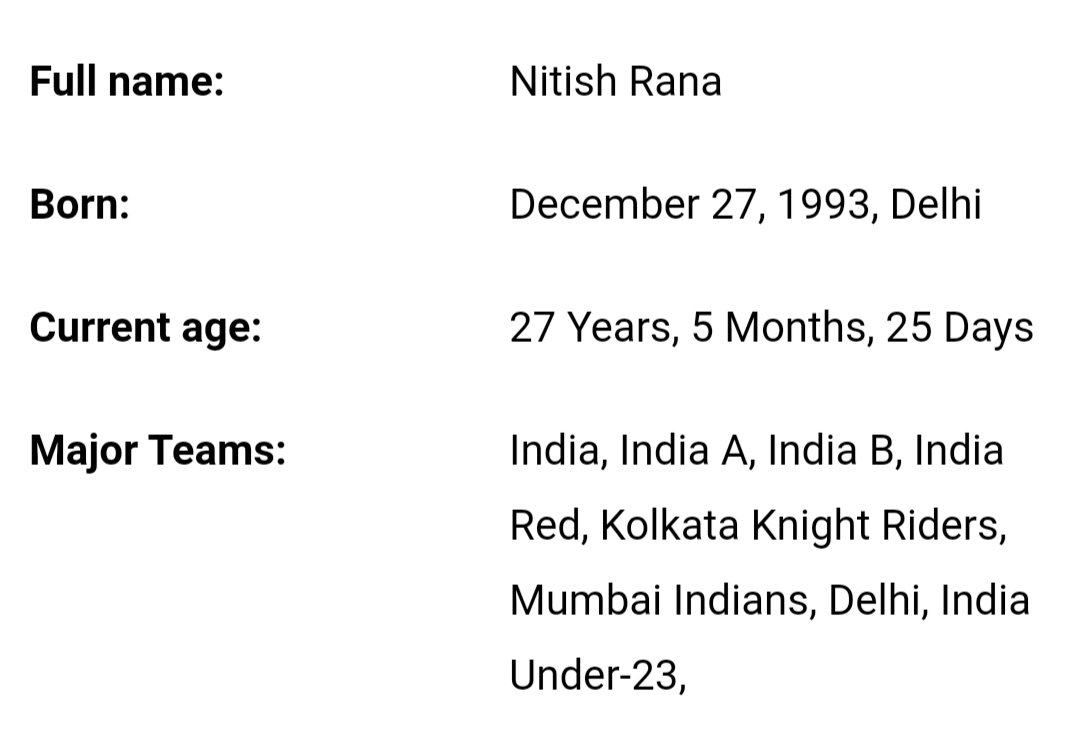 Full name: Nitish Rana
Born: December 27, 1993, Delhi
Current age: 27 Years, 5 Months, 25 Days
Major Teams: India, India A, India B, India
Red, Kolkata Knight Riders,
Mumbai Indians, Delhi, India
Under-23,